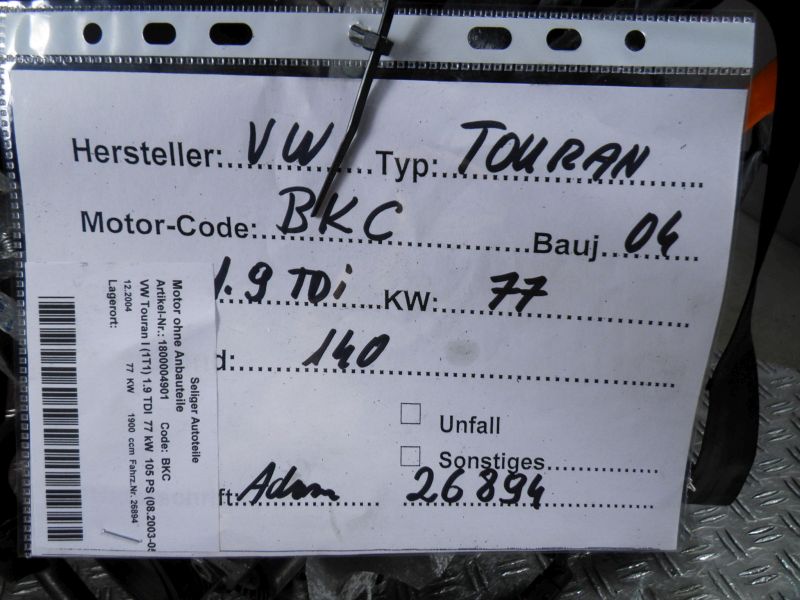 Hersteller: VW Typ: TOURAN
Motor-Code: BKC Bauj 04
1.9 TDi KW: 77
d: 140
Unfall
Sonstiges
ft: Adam 26894
Seliger Autoteile
Motor ohne Anbauteile
Artikel-Nr.: 1800004901 Code: BKC
VW Touran I (1T1) 1.9 TDI 77 kW 105 PS (08.2003-05
12.2004 77 KW 1900 ccm Fahrz.Nr. 26894
Lagerort: